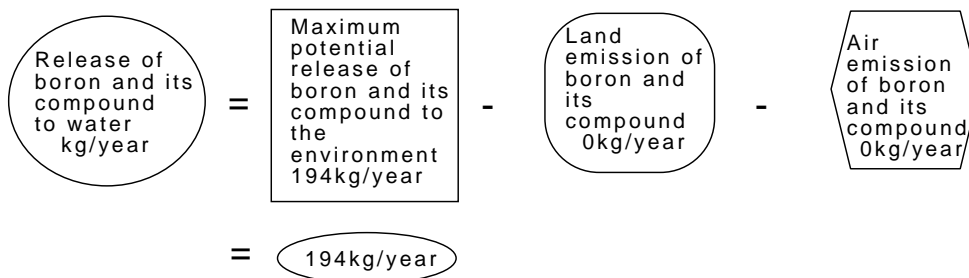 Release of
boron and its
compound
to water
kg/year
=
Maximum
potential
release of
boron and its
compound to
the
environment
194kg/year
-
Land
emission of
boron and
its
compound
0kg/year
-
Air
emission
of boron
and its
compound
0kg/year
=
194kg/year